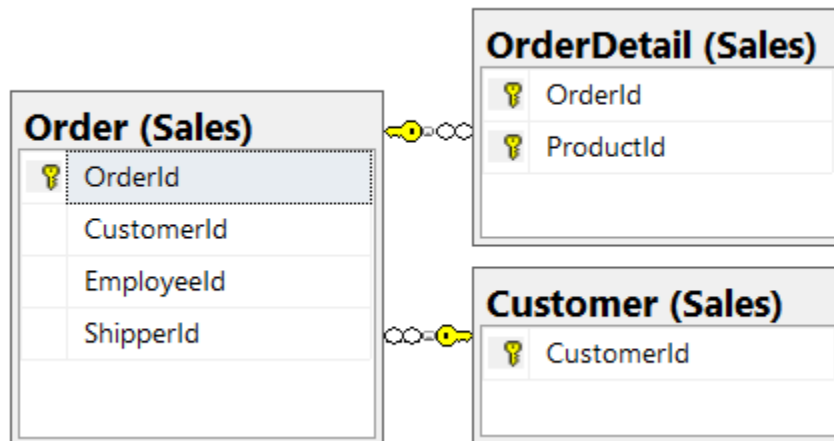 Order (Sales)
OrderId
CustomerId
EmployeeId
ShipperId
OrderDetail (Sales)
OrderId
ProductId
Customer (Sales)
CustomerId